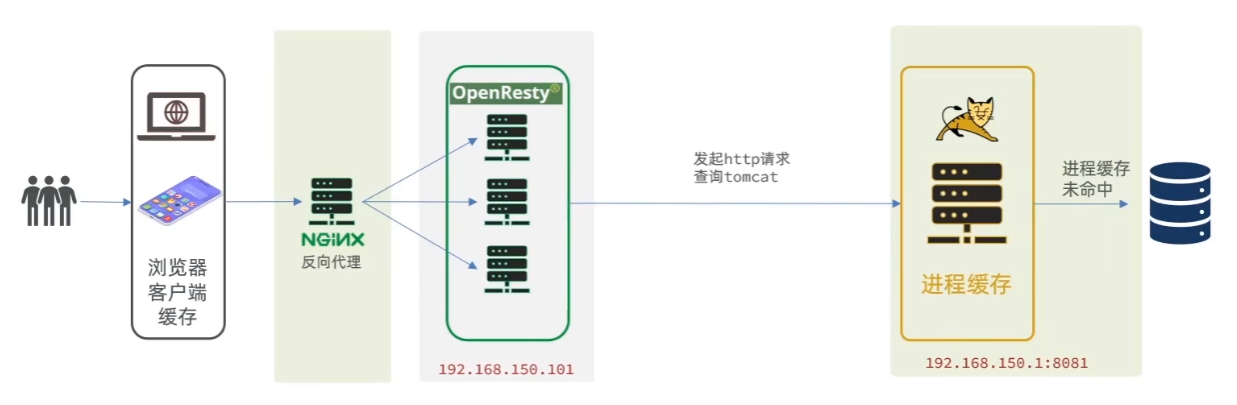 浏览器
客户端
缓存
NGINX
反向代理
OpenResty®
192.168.150.101
发起http请求
查询tomcat
进程缓存
192.168.150.1:8081
进程缓存
未命中